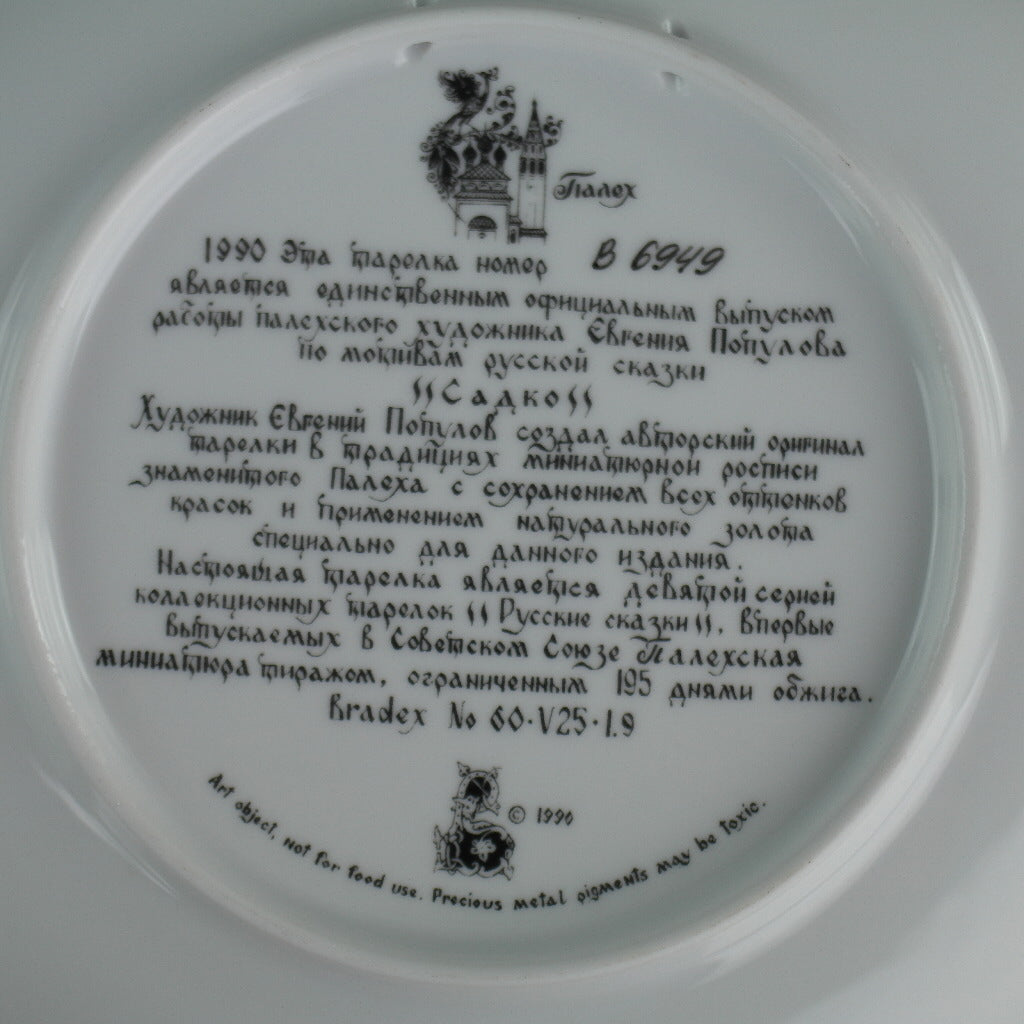 Палех
1990 Эта тарелка номер В 6949
является единственным официальным выпуском
работы палехского художника Евгения Популова
по мотивам русской сказки
"Садко"
Художник Евгений Популов создал авторский оригинал
тарелки в традициях миниатюрной росписи
знаменитого Палеха с сохранением всех оттенков
красок и применением натурального золота
специально для данного издания.
Настоящая тарелка является девятой серией
коллекционных тарелок "Русские сказки", впервые
выпускаемых в Советском Союзе Палехская
миниатюра тиражом, ограниченным 195 днями обжига.
Bradex No 60·V25·1.9
© 1990
Art object, not for food use. Precious metal pigments may be toxic.